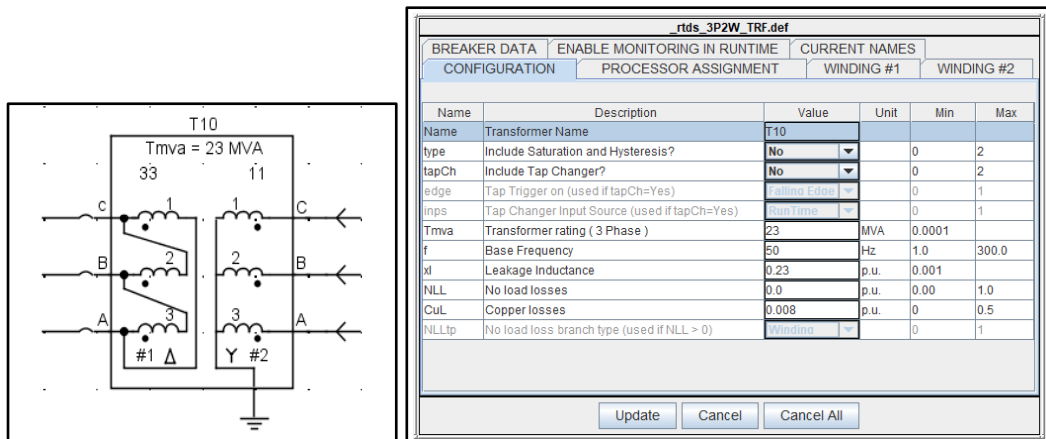 T10
Tmva = 23 MVA
33 11
c 1 1 C
B 2 2 B
A 3 3 A
#1 Δ Y #2
_rtds_3P2W_TRF.def
BREAKER DATA ENABLE MONITORING IN RUNTIME CURRENT NAMES
CONFIGURATION PROCESSOR ASSIGNMENT WINDING #1 WINDING #2
Name Description Value Unit Min Max
Name Transformer Name T10
type Include Saturation and Hysteresis? No 0 2
tapCh Include Tap Changer? No 0 2
edge Tap Trigger on (used if tapCh=Yes) Falling Edge 0 1
inps Tap Changer Input Source (used if tapCh=Yes) RunTime 0 1
Tmva Transformer rating ( 3 Phase ) 23 MVA 0.0001
f Base Frequency 50 Hz 1.0 300.0
xl Leakage Inductance 0.23 p.u. 0.001
NLL No load losses 0.0 p.u. 0.00 1.0
CuL Copper losses 0.008 p.u. 0 0.5
NLLtp No load loss branch type (used if NLL > 0) Winding 0 1
Update Cancel Cancel All